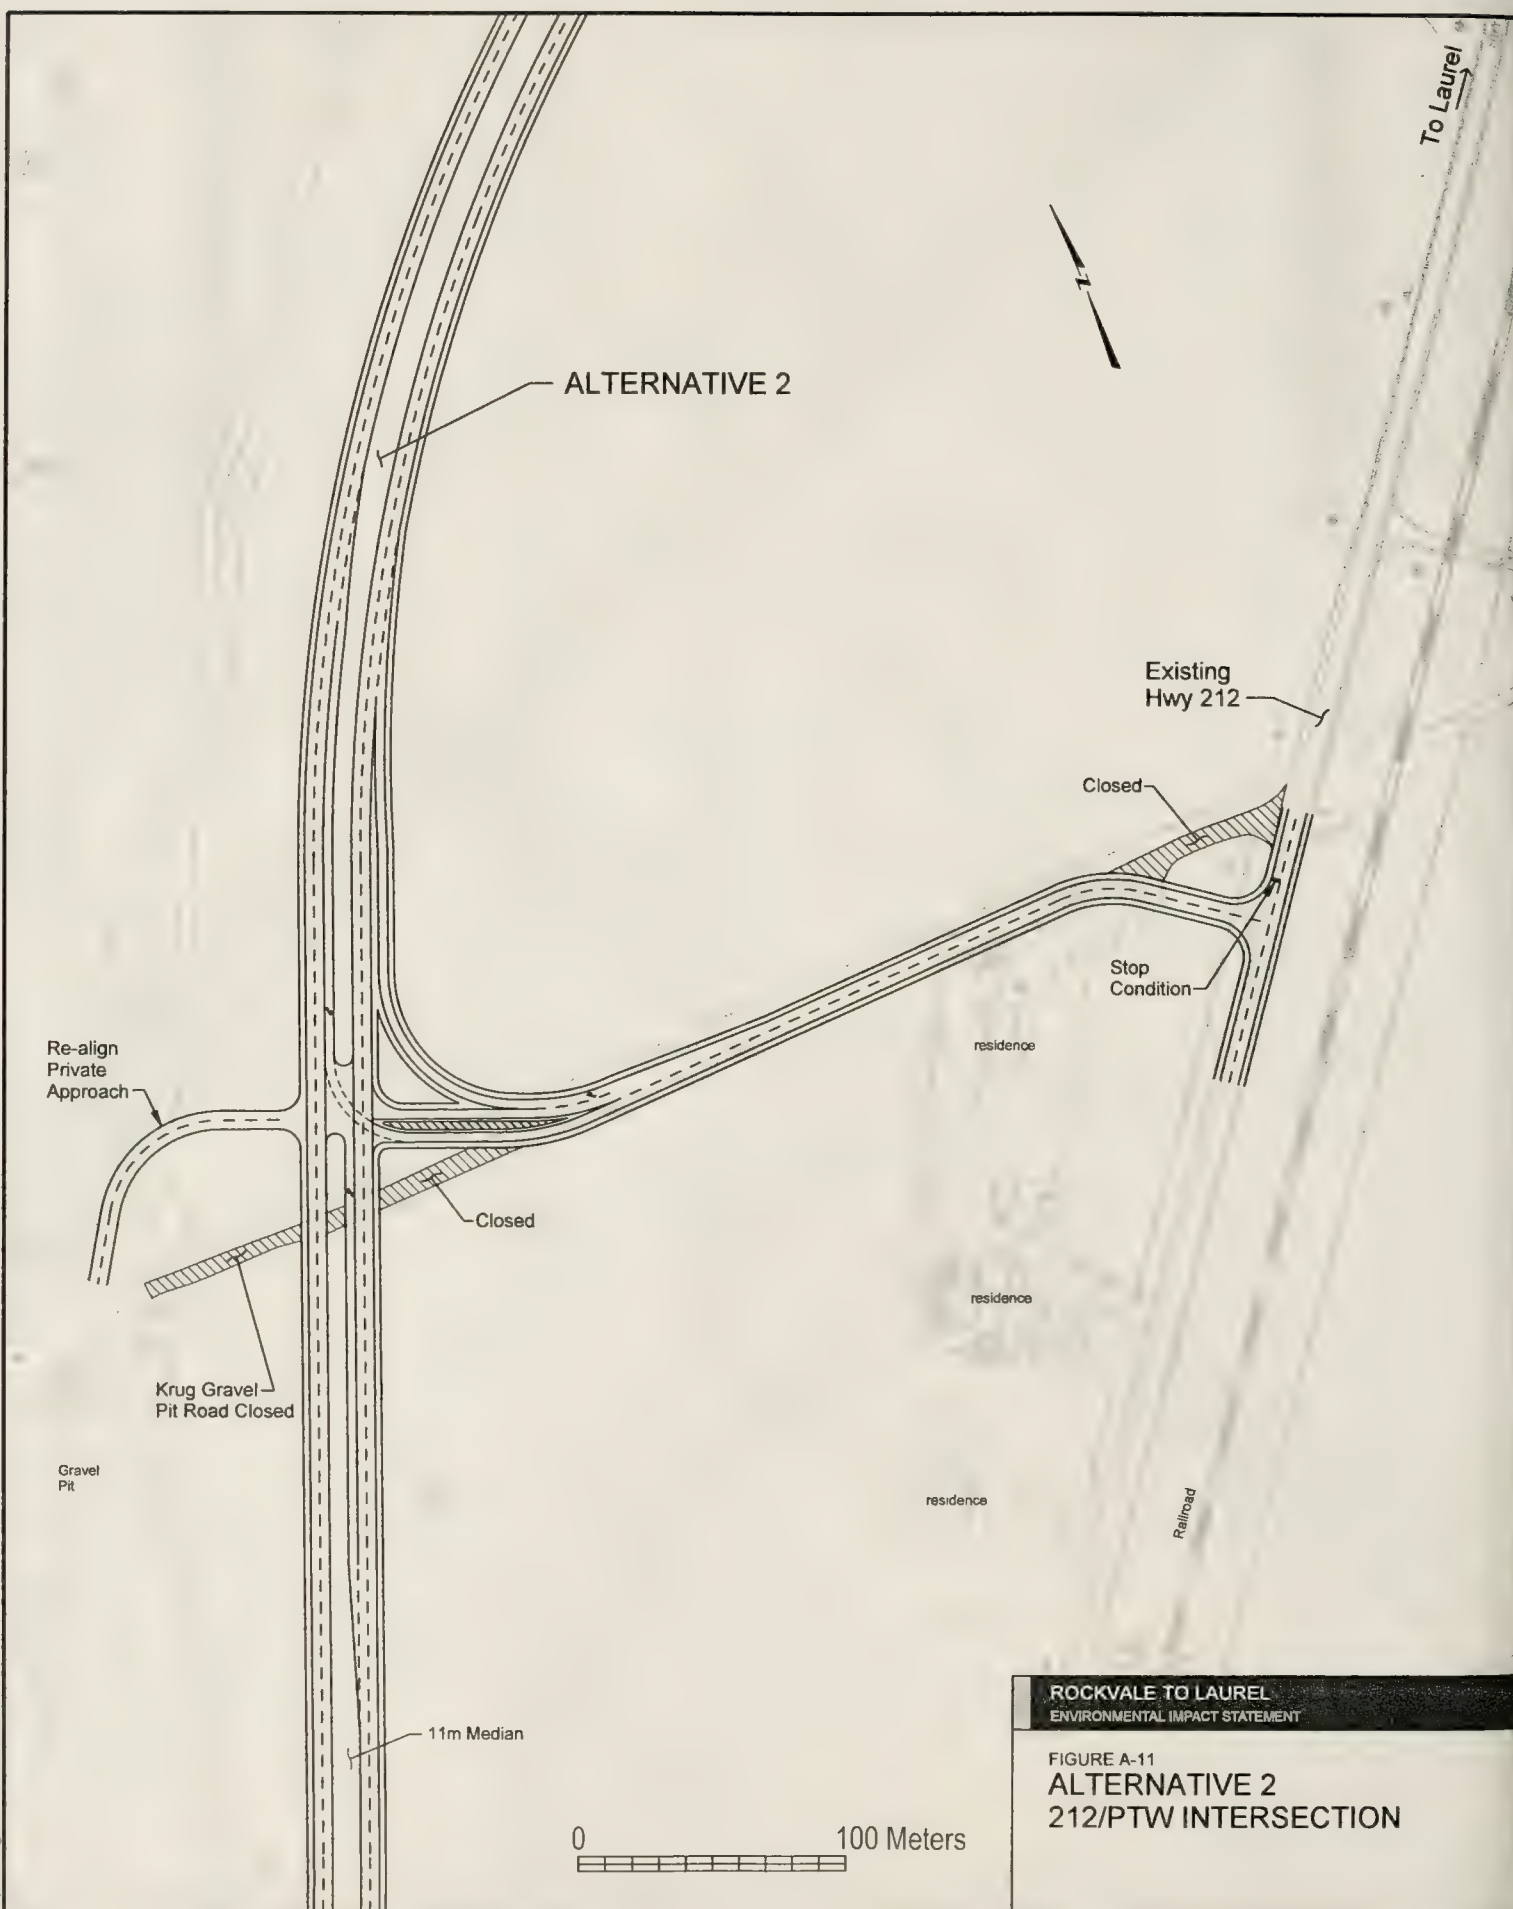 To Laurel
N
ALTERNATIVE 2
Existing
Hwy 212
Closed
Stop
Condition
residence
Re-align
Private
Approach
Closed
residence
Krug Gravel
Pit Road Closed
Gravel
Pit
residence
Railroad
11m Median
0 100 Meters
ROCKVALE TO LAUREL
ENVIRONMENTAL IMPACT STATEMENT
FIGURE A-11
ALTERNATIVE 2
212/PTW INTERSECTION